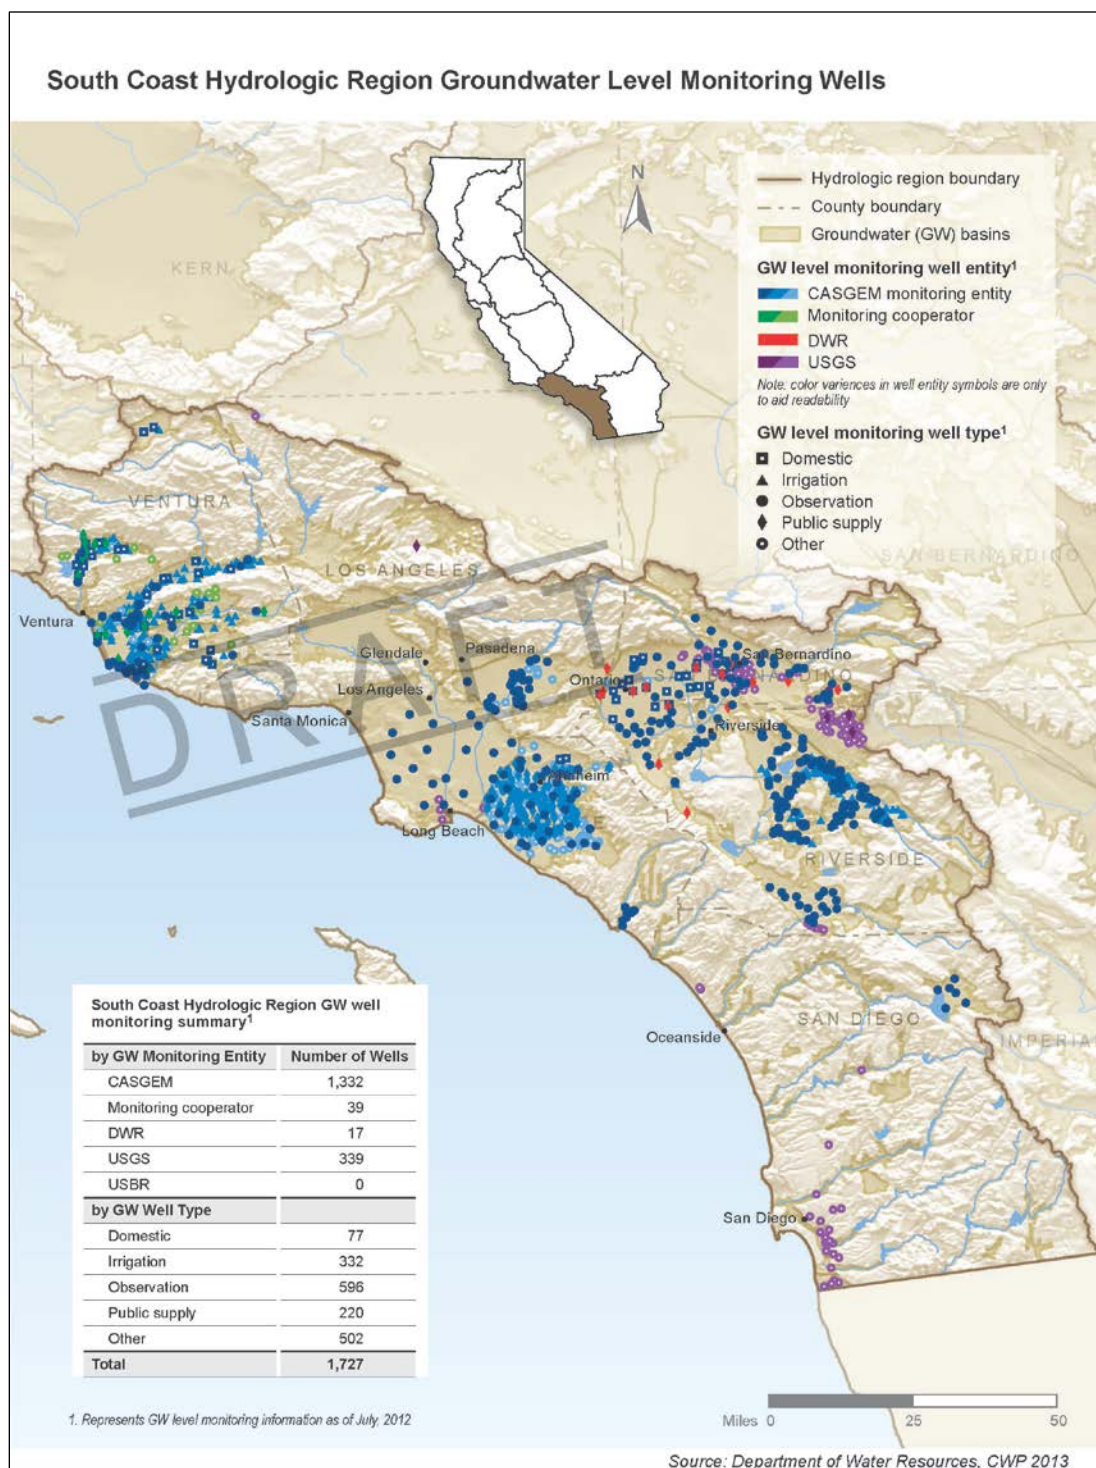 South Coast Hydrologic Region Groundwater Level Monitoring Wells
N
Hydrologic region boundary
County boundary
Groundwater (GW) basins
GW level monitoring well entity1
CASGEM monitoring entity
Monitoring cooperator
DWR
USGS
Note: color variences in well entity symbols are only
to aid readability
GW level monitoring well type1
Domestic
Irrigation
Observation
Public supply
Other
KERN
VENTURA
LOS ANGELES
SAN BERNARDINO
DRAFT
Ventura
Glendale
Pasadena
Los Angeles
Santa Monica
Ontario
San Bernardino
SAN BERNARDINO
Riverside
Anaheim
Long Beach
RIVERSIDE
SAN DIEGO
IMPERIAL
Oceanside
San Diego
South Coast Hydrologic Region GW well
monitoring summary1
by GW Monitoring Entity Number of Wells
CASGEM 1,332
Monitoring cooperator 39
DWR 17
USGS 339
USBR 0
by GW Well Type
Domestic 77
Irrigation 332
Observation 596
Public supply 220
Other 502
Total 1,727
1. Represents GW level monitoring information as of July, 2012
Miles 0 25 50
Source: Department of Water Resources, CWP 2013